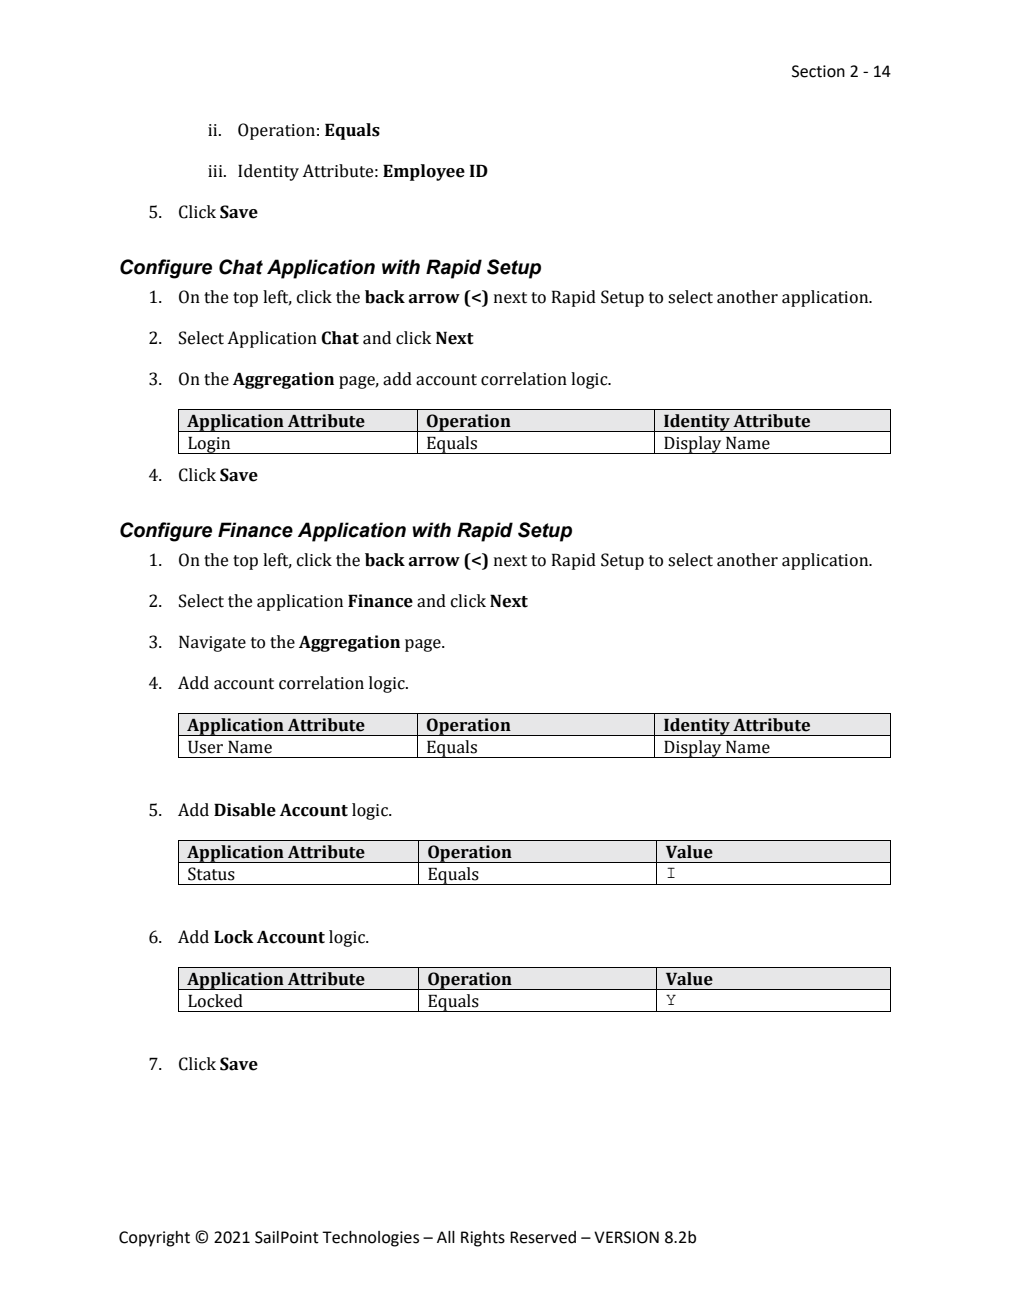 Section 2 - 14
ii. Operation: Equals
iii. Identity Attribute: Employee ID
5. Click Save
Configure Chat Application with Rapid Setup
1. On the top left, click the back arrow (<) next to Rapid Setup to select another application.
2. Select Application Chat and click Next
3. On the Aggregation page, add account correlation logic.
Application Attribute Operation Identity Attribute
Login Equals Display Name
4. Click Save
Configure Finance Application with Rapid Setup
1. On the top left, click the back arrow (<) next to Rapid Setup to select another application.
2. Select the application Finance and click Next
3. Navigate to the Aggregation page.
4. Add account correlation logic.
Application Attribute Operation Identity Attribute
User Name Equals Display Name
5. Add Disable Account logic.
Application Attribute Operation Value
Status Equals I
6. Add Lock Account logic.
Application Attribute Operation Value
Locked Equals Y
7. Click Save
Copyright © 2021 SailPoint Technologies – All Rights Reserved – VERSION 8.2b